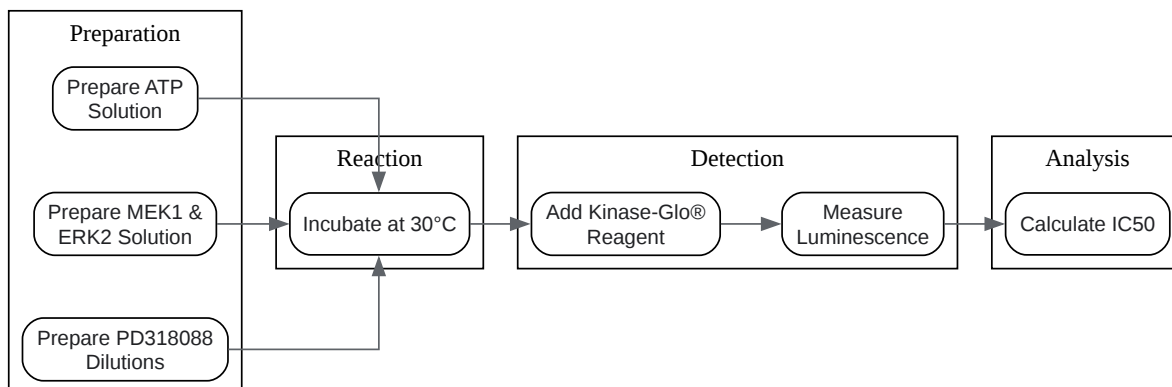 Preparation
Prepare ATP
Solution
Prepare MEK1 &
ERK2 Solution
Prepare PD318088
Dilutions
Reaction
Incubate at 30°C
Detection
Add Kinase-Glo®
Reagent
Measure
Luminescence
Analysis
Calculate IC50